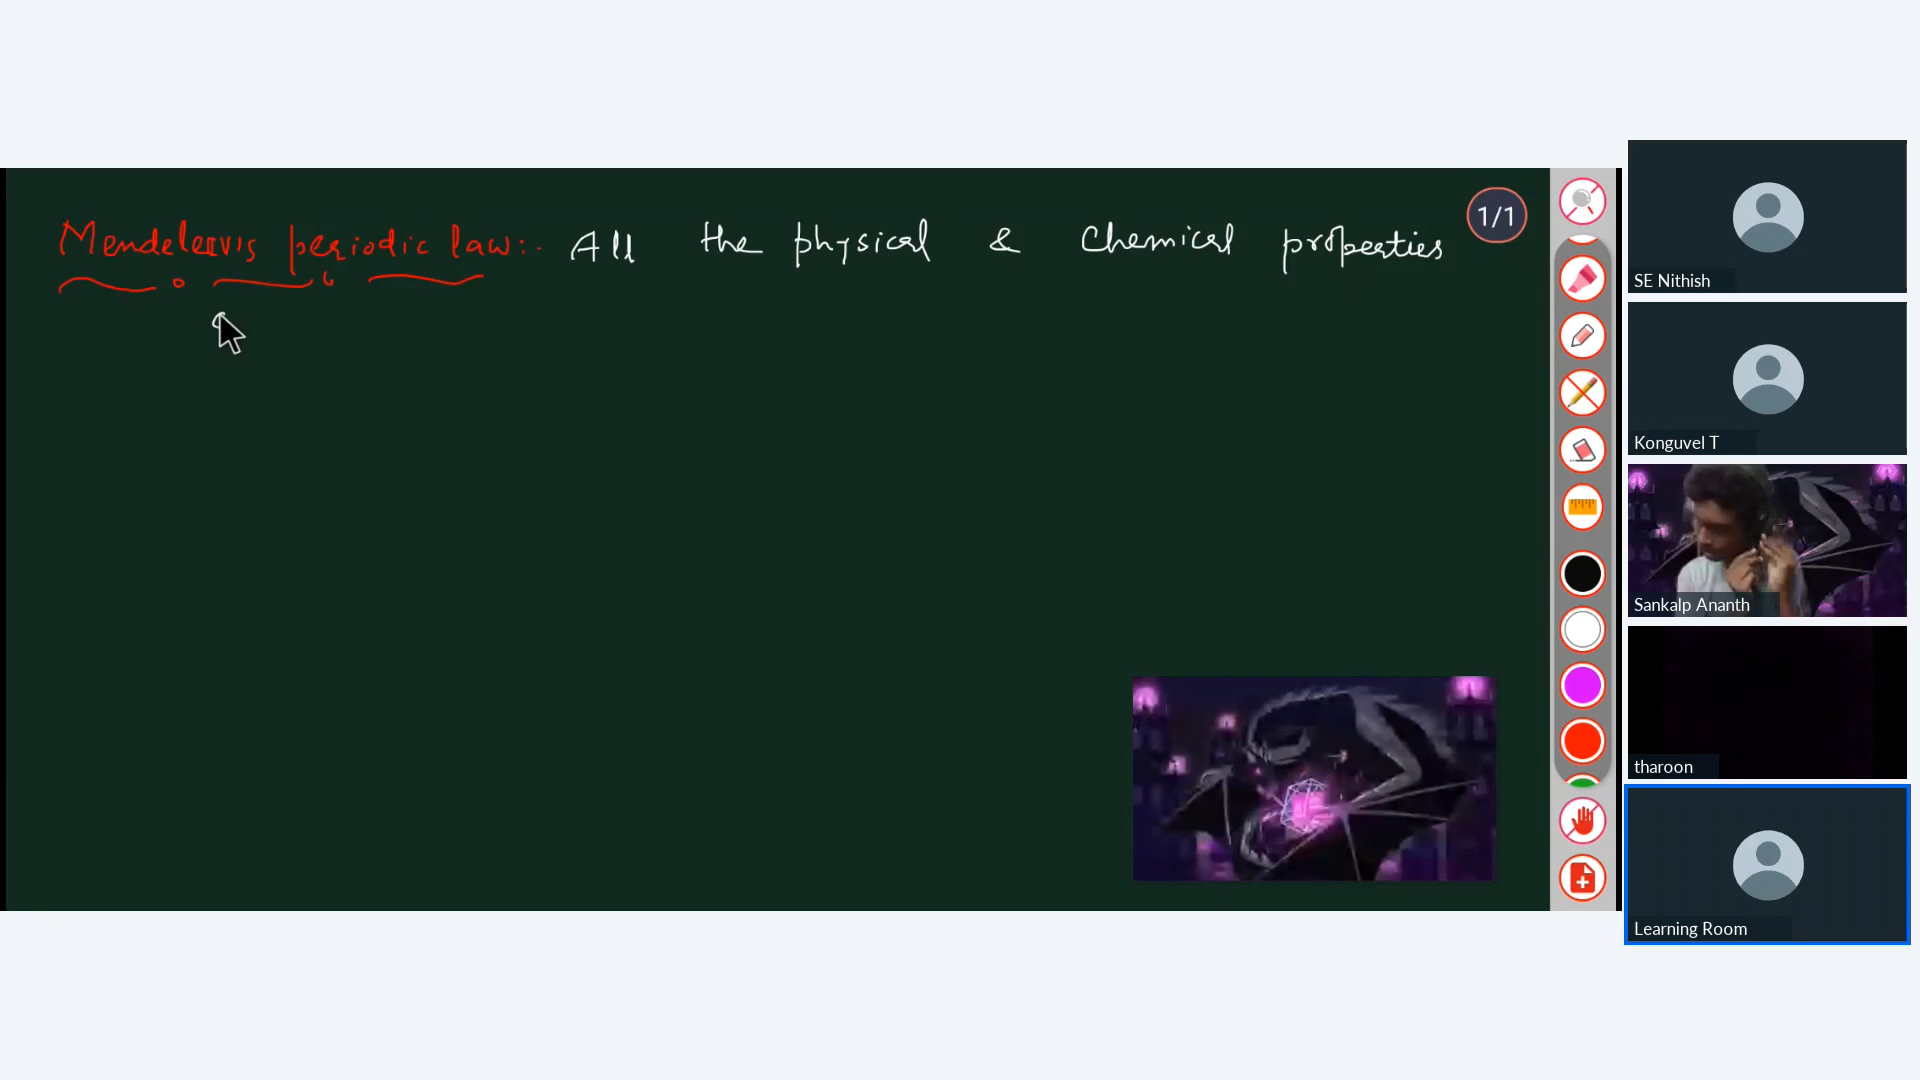 Mendeleevis periodic law:- All the physical & Chemical properties
1/1
SE Nithish
Konguvel T
Sankalp Ananth
tharoon
Learning Room